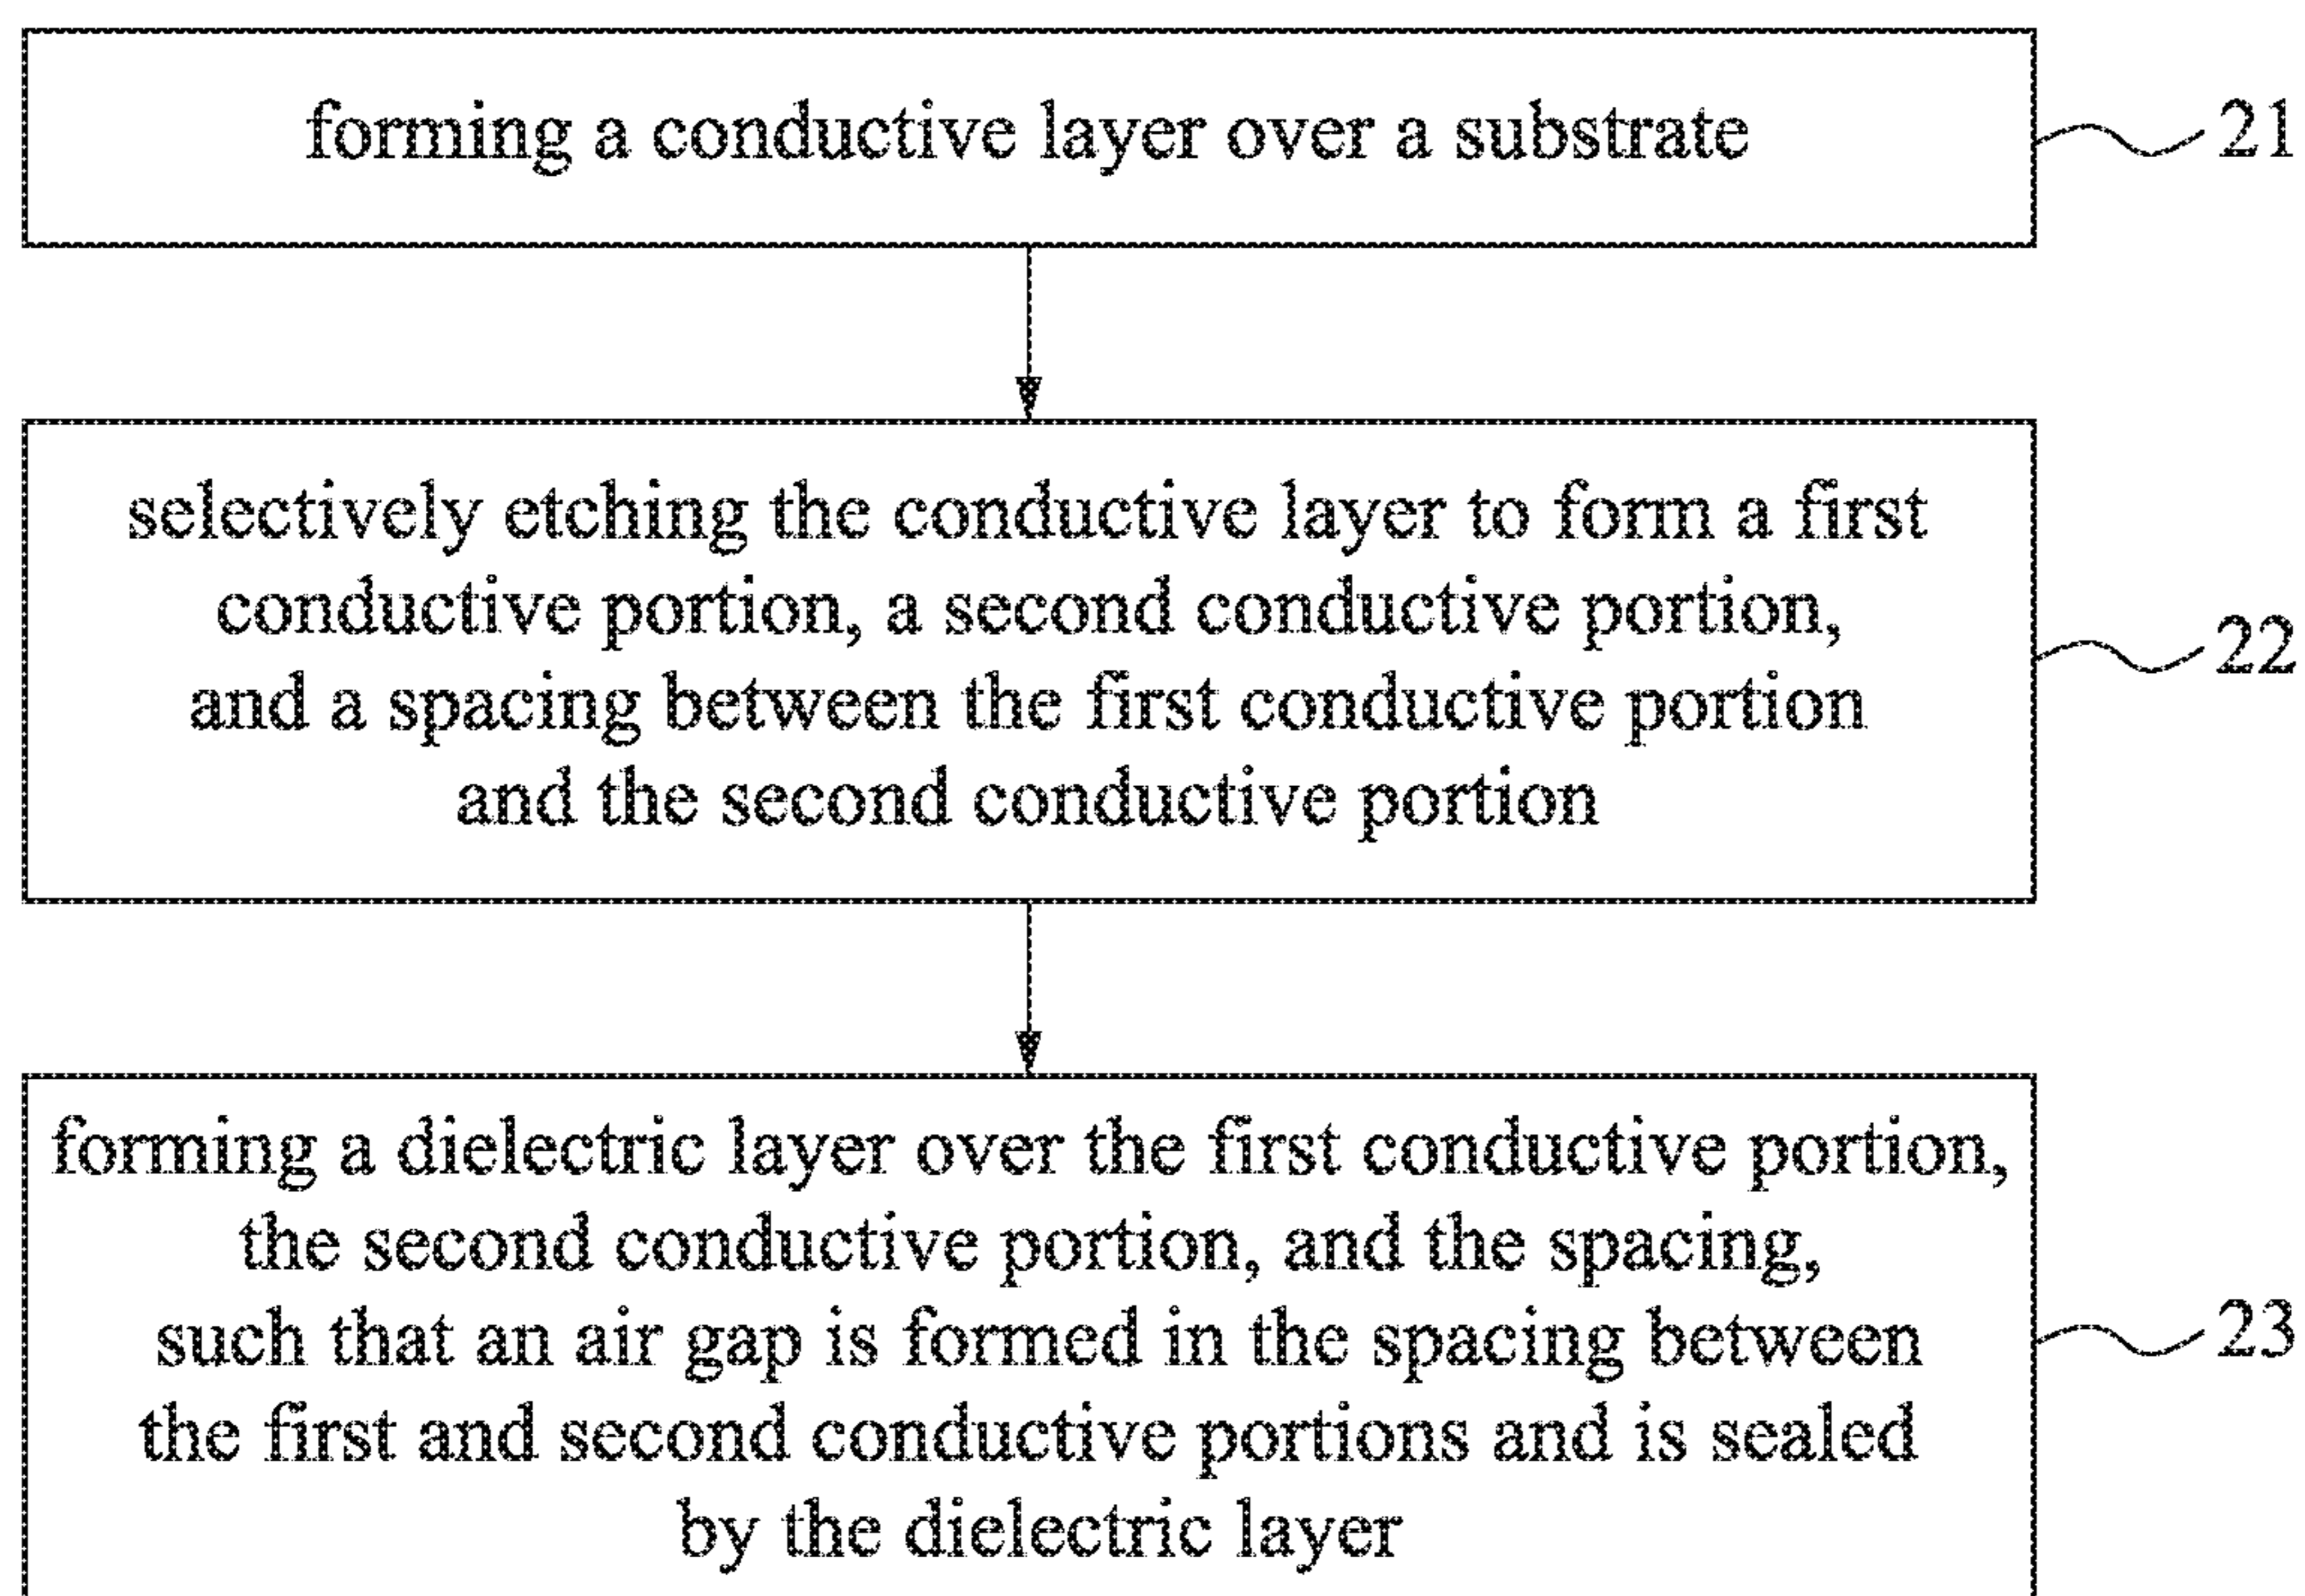 forming a conductive layer over a substrate
21
selectively etching the conductive layer to form a first
conductive portion, a second conductive portion,
and a spacing between the first conductive portion
and the second conductive portion
22
forming a dielectric layer over the first conductive portion,
the second conductive portion, and the spacing,
such that an air gap is formed in the spacing between
the first and second conductive portions and is sealed
by the dielectric layer
23